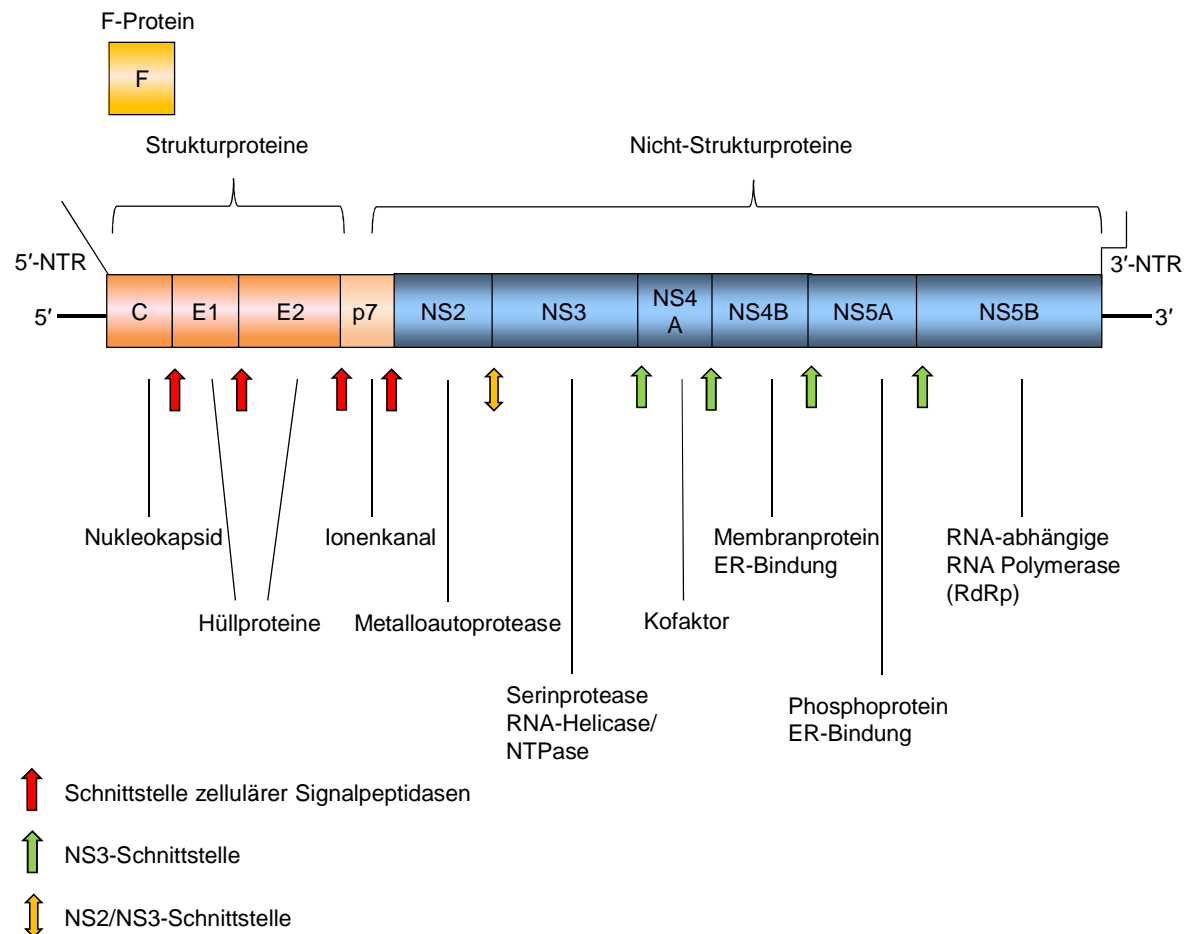 F-Protein
F
Strukturproteine
Nicht-Strukturproteine
5′-NTR
3′-NTR
5′
C
E1
E2
p7
NS2
NS3
NS4
A
NS4B
NS5A
NS5B
3′
Nukleokapsid
Ionenkanal
Membranprotein
ER-Bindung
RNA-abhängige
RNA Polymerase
(RdRp)
Hüllproteine
Metalloautoprotease
Kofaktor
Serinprotease
RNA-Helicase/
NTPase
Phosphoprotein
ER-Bindung
Schnittstelle zellulärer Signalpeptidasen
NS3-Schnittstelle
NS2/NS3-Schnittstelle